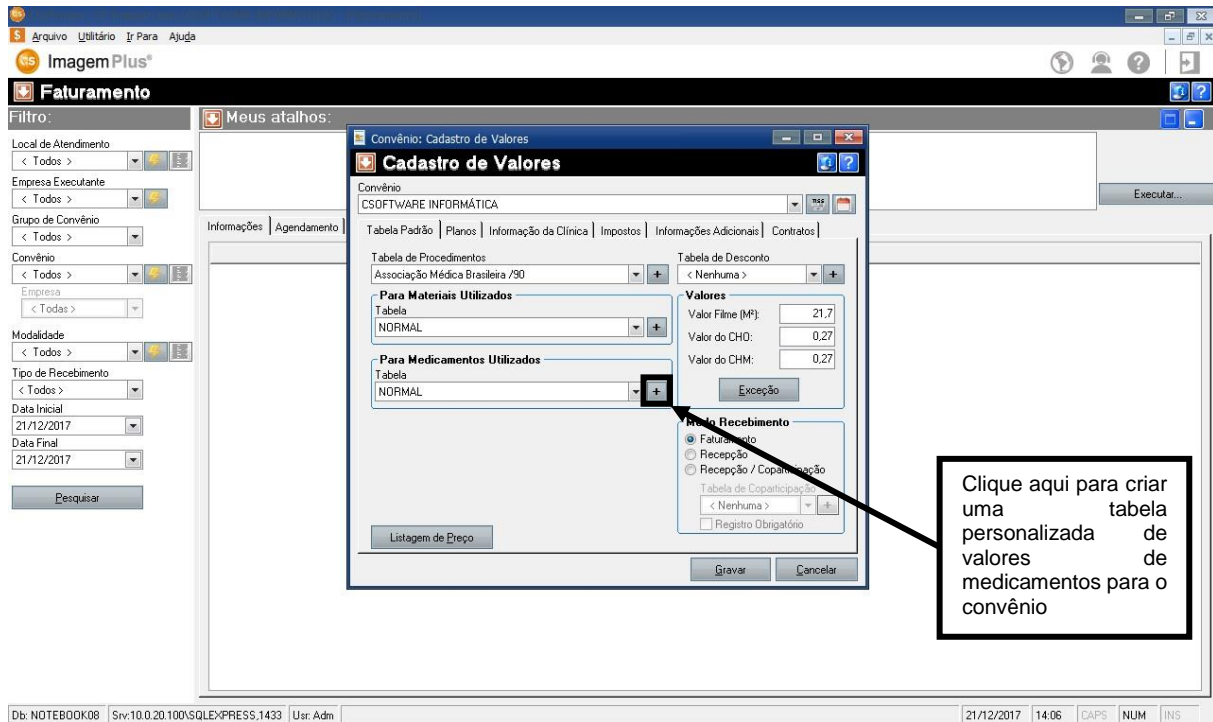 Arquivo Utilitário Ir Para Ajuda
ImagemPlus®
Faturamento
Filtro:
Meus atalhos:
Local de Atendimento
< Todos >
Empresa Executante
< Todos >
Grupo de Convênio
< Todos >
Convênio
< Todos >
Empresa
< Todas >
Modalidade
< Todos >
Tipo de Recebimento
< Todos >
Data Inicial
21/12/2017
Data Final
21/12/2017
Pesquisar
Executar...
Informações Agendamento
Convênio: Cadastro de Valores
Cadastro de Valores
Convênio
CSOFTWARE INFORMÁTICA
Tabela Padrão Planos Informação da Clínica Impostos Informações Adicionais Contratos
Tabela de Procedimentos
Associação Médica Brasileira /90
Tabela de Desconto
< Nenhuma >
Para Materiais Utilizados
Tabela
NORMAL
Para Medicamentos Utilizados
Tabela
NORMAL
Valores
Valor Filme (M²): 21,7
Valor do CHO: 0,27
Valor do CHM: 0,27
Exceção
Modo Recebimento
Faturamento
Recepção
Recepção / Coparticipação
Tabela de Coparticipação
< Nenhuma >
Registro Obrigatório
Listagem de Preço
Gravar Cancelar
Clique aqui para criar
uma tabela
personalizada de
valores de
medicamentos para o
convênio
Db: NOTEBOOK08 Srv:10.0.20.100\SQLEXPRESS,1433 Usr: Adm 21/12/2017 14:06 CAPS NUM INS